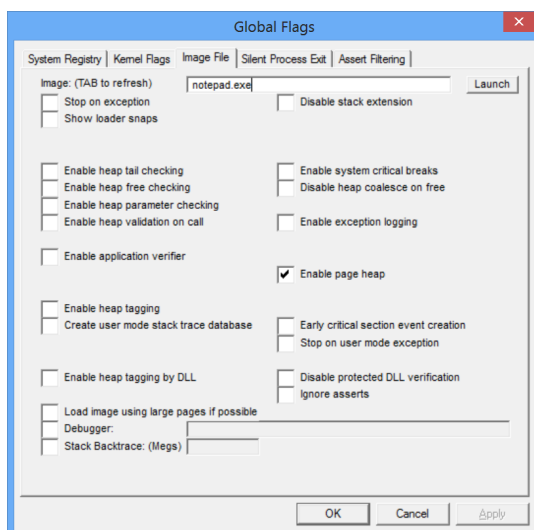 Global Flags
System Registry Kernel Flags Image File Silent Process Exit Assert Filtering
Image: (TAB to refresh) notepad.exe Launch
Stop on exception Disable stack extension
Show loader snaps
Enable heap tail checking Enable system critical breaks
Enable heap free checking Disable heap coalesce on free
Enable heap parameter checking
Enable heap validation on call Enable exception logging
Enable application verifier
Enable page heap
Enable heap tagging
Create user mode stack trace database Early critical section event creation
Stop on user mode exception
Enable heap tagging by DLL Disable protected DLL verification
Ignore asserts
Load image using large pages if possible
Debugger:
Stack Backtrace: (Megs)
OK Cancel Apply